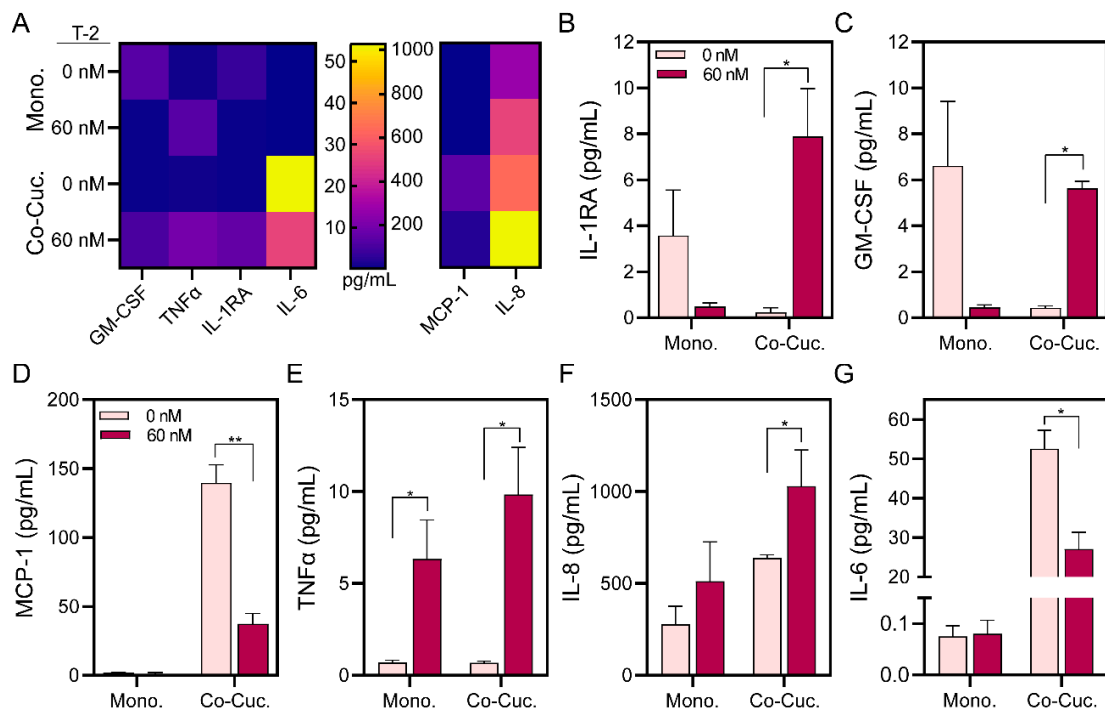 A
T-2
Mono.
0 nM
60 nM
Co-Cuc.
0 nM
60 nM
GM-CSF
TNFα
IL-1RA
IL-6
50
40
30
20
10
1000
800
600
400
200
pg/mL
MCP-1
IL-8
B
IL-1RA (pg/mL)
12
10
8
6
4
2
0
0 nM
60 nM
*
Mono.
Co-Cuc.
C
GM-CSF (pg/mL)
12
10
8
6
4
2
0
*
Mono.
Co-Cuc.
D
MCP-1 (pg/mL)
200
150
100
50
0
0 nM
60 nM
**
Mono.
Co-Cuc.
E
TNFα (pg/mL)
15
10
5
0
*
*
Mono.
Co-Cuc.
F
IL-8 (pg/mL)
1500
1000
500
0
*
Mono.
Co-Cuc.
G
IL-6 (pg/mL)
60
50
40
30
20
0.1
0.0
*
Mono.
Co-Cuc.